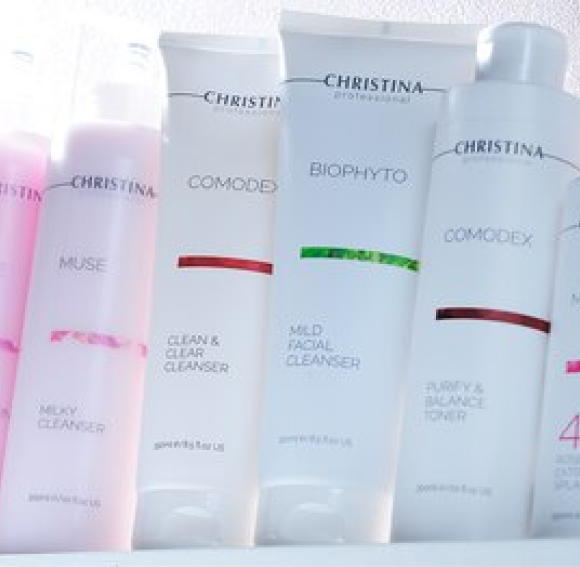 ISTIN
CHRISTINA
MUSE
MILKY
CLEANSER
CHRISTIN
COMODEX
CLEAN &
CLEAR
CLEANSER
CHRISTINA
professional
BIOPHYTO
MILD
FACIAL
CLEANSER
CHRISTINA
professional
COMODEX
PURIFY &
BALANCE
TONER
4